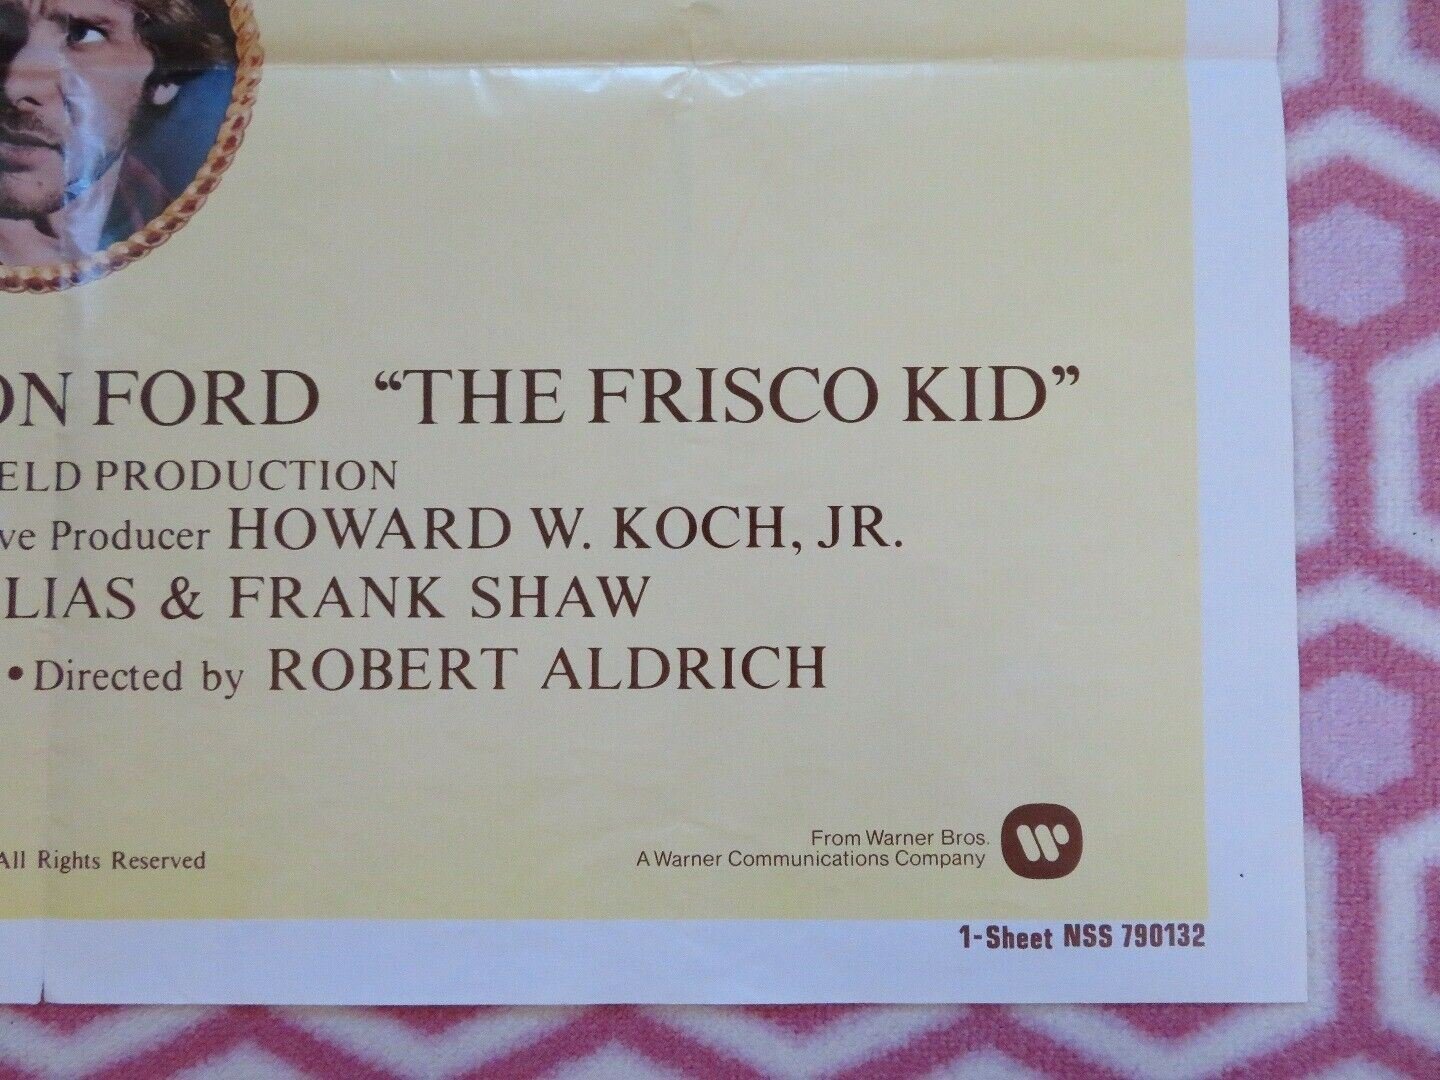 ON FORD "THE FRISCO KID"
ELD PRODUCTION
ve Producer HOWARD W. KOCH, JR.
LIAS & FRANK SHAW
• Directed by ROBERT ALDRICH
From Warner Bros.
All Rights Reserved A Warner Communications Company
1-Sheet NSS 790132